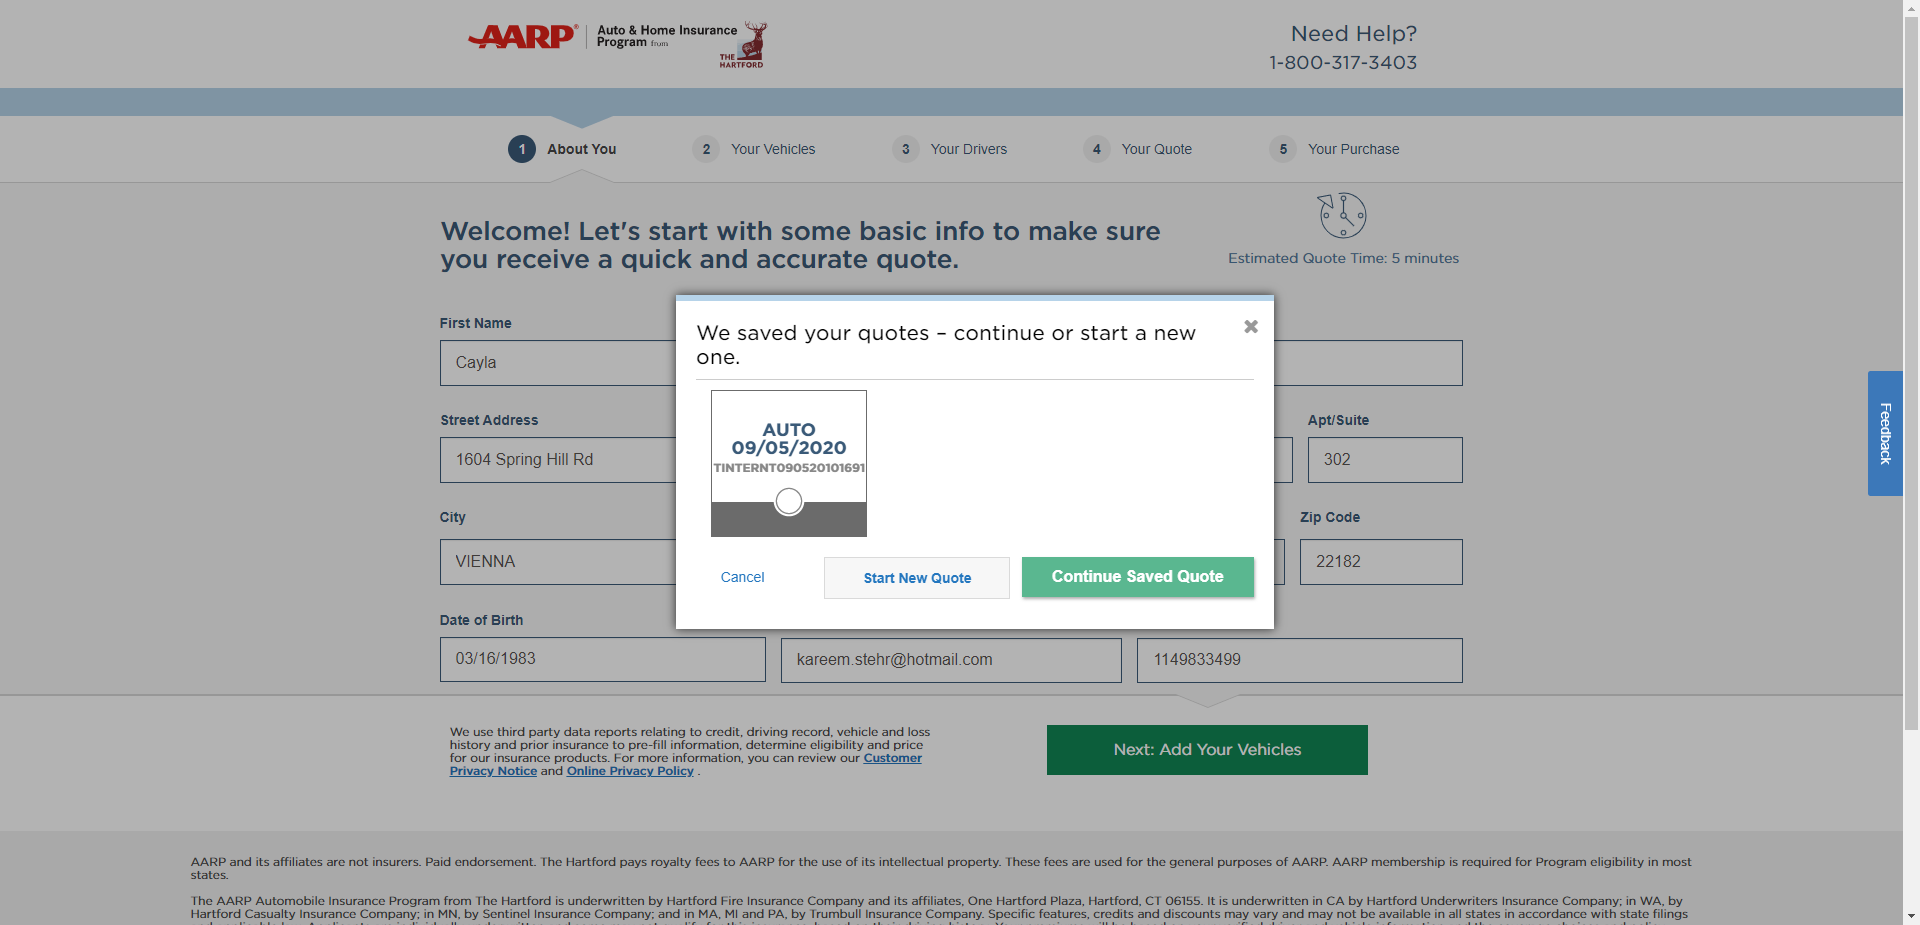 AARP® Auto & Home Insurance
Program from
THE
HARTFORD
Need Help?
1-800-317-3403
1 About You
2 Your Vehicles
3 Your Drivers
4 Your Quote
5 Your Purchase
Welcome! Let's start with some basic info to make sure
you receive a quick and accurate quote.
Estimated Quote Time: 5 minutes
First Name
Cayla
Street Address
1604 Spring Hill Rd
Apt/Suite
302
City
VIENNA
Zip Code
22182
Date of Birth
03/16/1983
kareem.stehr@hotmail.com
1149833499
We saved your quotes – continue or start a new
one.
AUTO
09/05/2020
TINTERNT090520101691
Cancel
Start New Quote
Continue Saved Quote
Feedback
We use third party data reports relating to credit, driving record, vehicle and loss
history and prior insurance to pre-fill information, determine eligibility and price
for our insurance products. For more information, you can review our Customer
Privacy Notice and Online Privacy Policy .
Next: Add Your Vehicles
AARP and its affiliates are not insurers. Paid endorsement. The Hartford pays royalty fees to AARP for the use of its intellectual property. These fees are used for the general purposes of AARP. AARP membership is required for Program eligibility in most
states.
The AARP Automobile Insurance Program from The Hartford is underwritten by Hartford Fire Insurance Company and its affiliates, One Hartford Plaza, Hartford, CT 06155. It is underwritten in CA by Hartford Underwriters Insurance Company; in WA, by
Hartford Casualty Insurance Company; in MN, by Sentinel Insurance Company; and in MA, MI and PA, by Trumbull Insurance Company. Specific features, credits and discounts may vary and may not be available in all states in accordance with state filings